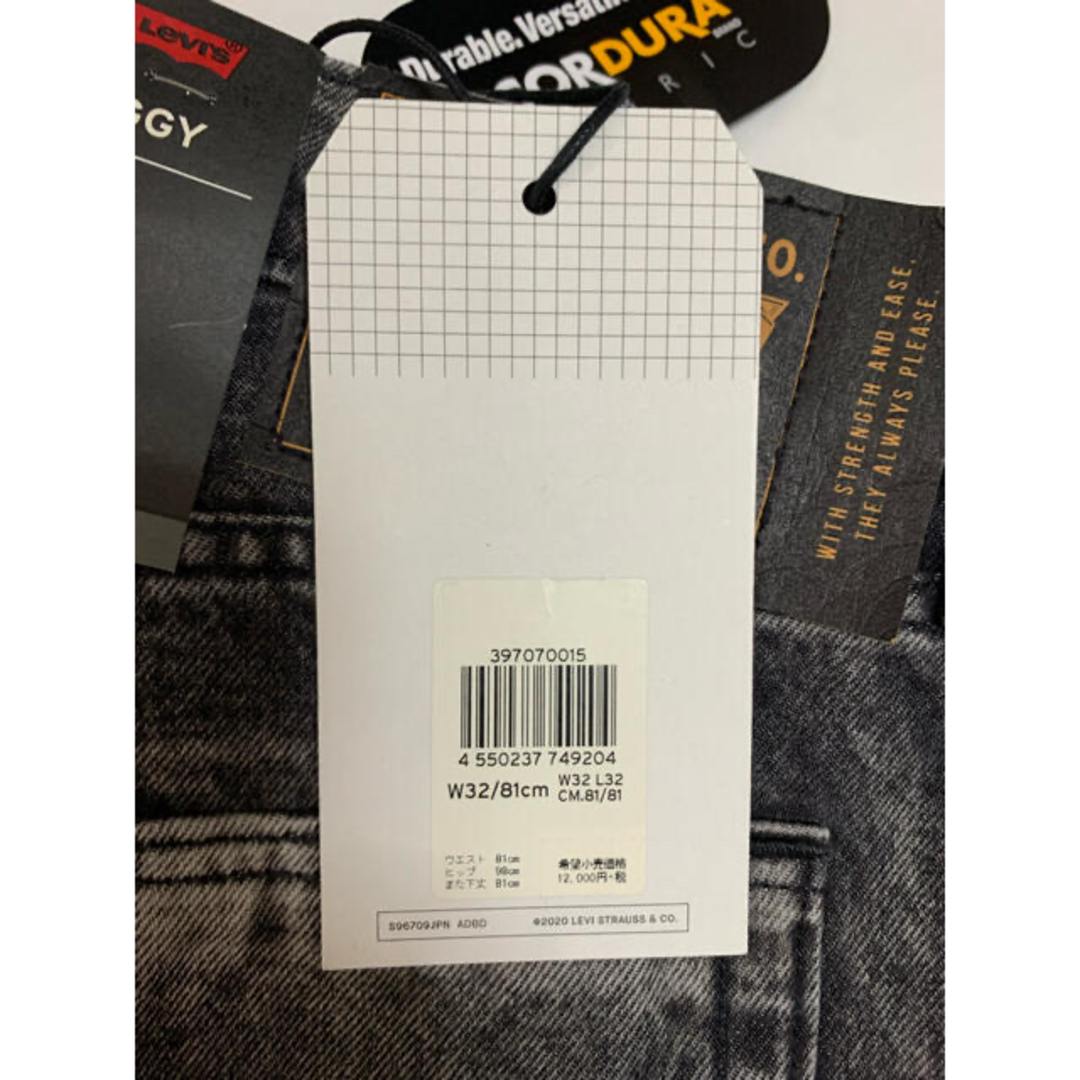 Levi's®
GGY
Durable. Versati
CORDURA
BRAND
R I C
CO.
WITH STRENGTH AND EASE,
THEY ALWAYS PLEASE.
397070015
4 550237 749204
W32/81cm
W32 L32
CM.81/81
ウエスト 81cm
ヒップ 98cm
また下丈 81cm
希望小売価格
12,000円+税
S96709JPN ADBD
©2020 LEVI STRAUSS & CO.